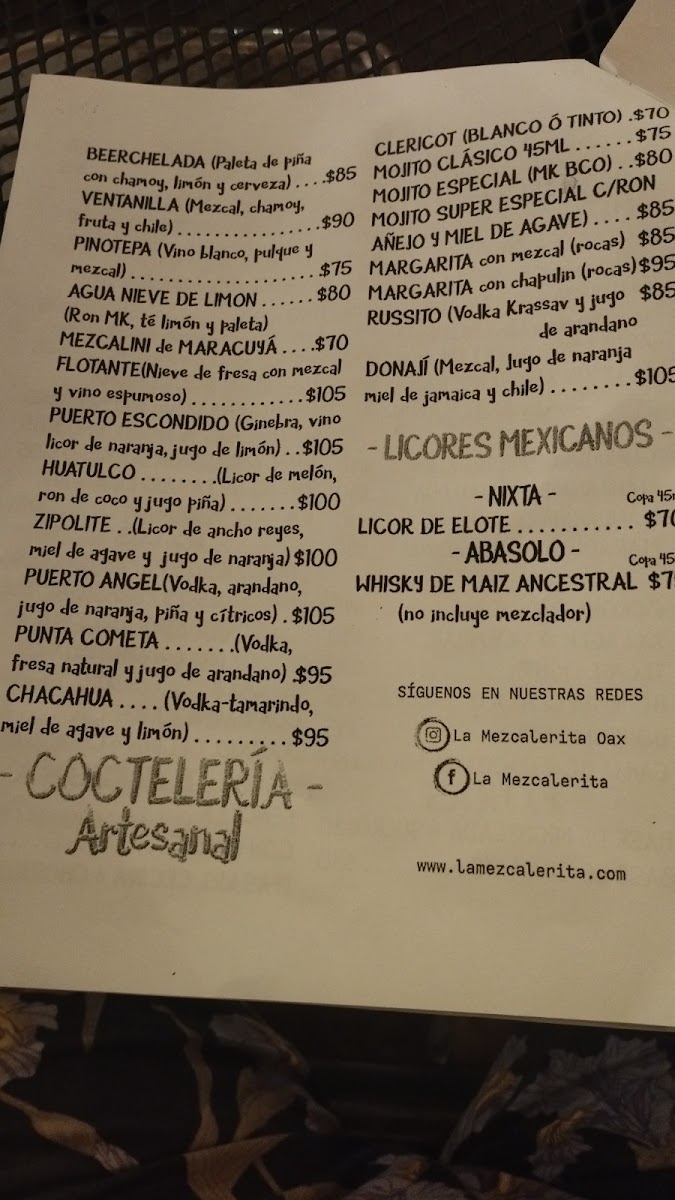 BEERCHELADA (Paleta de piña
con chamoy, limón y cerveza) . . . .$85
VENTANILLA (Mezcal, chamoy,
fruta y chile) . . . . . . . . . . . . . . . . . .$90
PINOTEPA (Vino blanco, pulque y
mezcal) . . . . . . . . . . . . . . . . . . . . $75
AGUA NIEVE DE LIMON . . . . . . $80
(Ron MK, té limón y paleta)
MEZCALINI de MARACUYÁ . . . .$70
FLOTANTE(Nieve de fresa con mezcal
y vino espumoso) . . . . . . . . . . . .$105
PUERTO ESCONDIDO (Ginebra, vino
licor de naranja, jugo de limón) . .$105
HUATULCO . . . . . . . .(Licor de melón,
ron de coco y jugo piña) . . . . . . .$100
ZIPOLITE . .(Licor de ancho reyes,
miel de agave y jugo de naranja) $100
PUERTO ANGEL(Vodka, arandano,
jugo de naranja, piña y cítricos) . $105
PUNTA COMETA . . . . . . .(Vodka,
fresa natural y jugo de arandano) $95
CHACAHUA . . . . (Vodka-tamarindo,
miel de agave y limón) . . . . . . . . . $95
- COCTELERÍA -
Artesanal
CLERICOT (BLANCO Ó TINTO) .$70
MOJITO CLÁSICO 45ML . . . . . . $75
MOJITO ESPECIAL (MK BCO) . .$80
MOJITO SUPER ESPECIAL C/RON
AÑEJO Y MIEL DE AGAVE) . . . . $85
MARGARITA con mezcal (rocas) $85
MARGARITA con chapulin (rocas)$95
RUSSITO (Vodka Krassav y jugo $85
de arandano
DONAJÍ (Mezcal, Jugo de naranja
miel de jamaica y chile) . . . . . . . . $105
- LICORES MEXICANOS -
- NIXTA - Copa 45
LICOR DE ELOTE . . . . . . . . . . . $70
- ABASOLO - Copa 45
WHISKY DE MAIZ ANCESTRAL $7
(no incluye mezclador)
SÍGUENOS EN NUESTRAS REDES
La Mezcalerita Oax
f La Mezcalerita
www.lamezcalerita.com